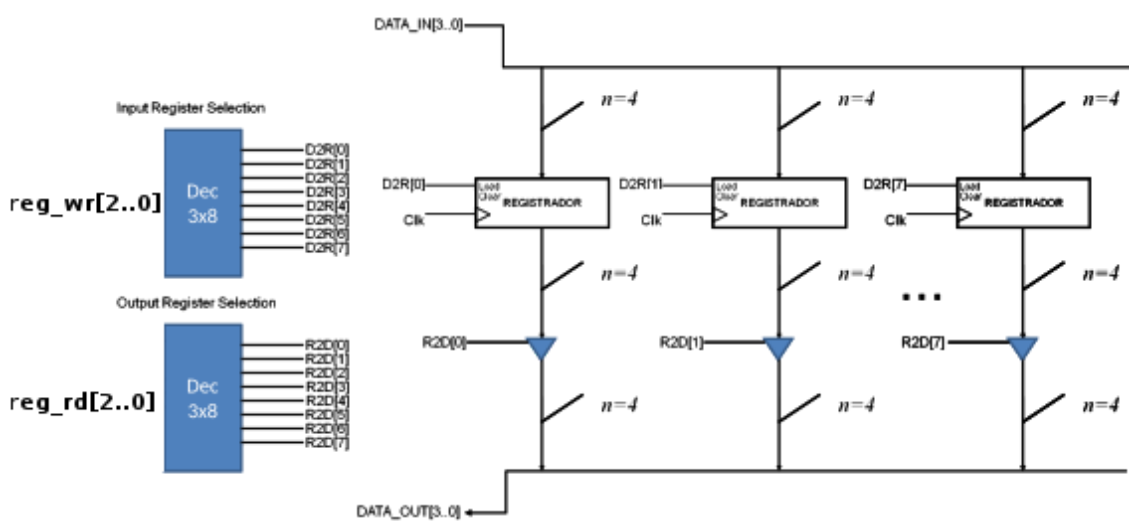 DATA_IN[3..0]
n=4
n=4
n=4
Input Register Selection
Dec
3x8
reg_wr[2..0]
D2R[0]
D2R[1]
D2R[2]
D2R[3]
D2R[4]
D2R[5]
D2R[6]
D2R[7]
D2R[0]
Load
Clear
REGISTRADOR
Clk
D2R[1]
Load
Clear
REGISTRADOR
Clk
D2R[7]
Load
Clear
REGISTRADOR
Clk
n=4
n=4
n=4
...
Output Register Selection
Dec
3x8
reg_rd[2..0]
R2D[0]
R2D[1]
R2D[2]
R2D[3]
R2D[4]
R2D[5]
R2D[6]
R2D[7]
R2D[0]
R2D[1]
R2D[7]
n=4
n=4
n=4
DATA_OUT[3..0]